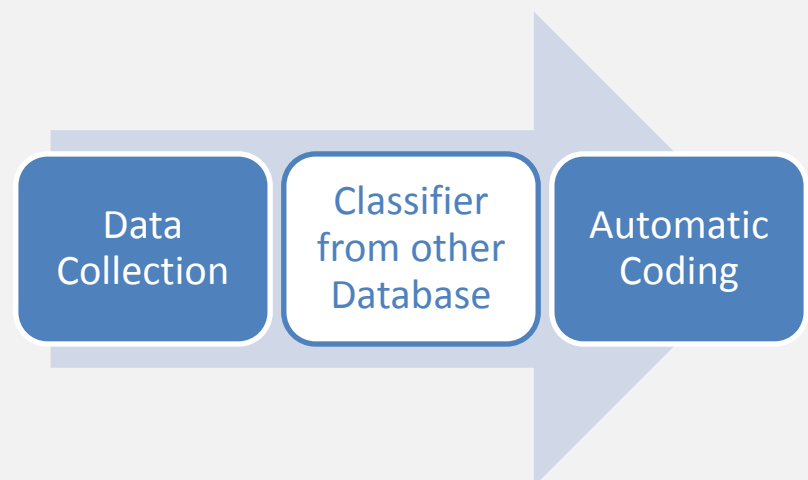 Data
Collection
Classifier
from other
Database
Automatic
Coding